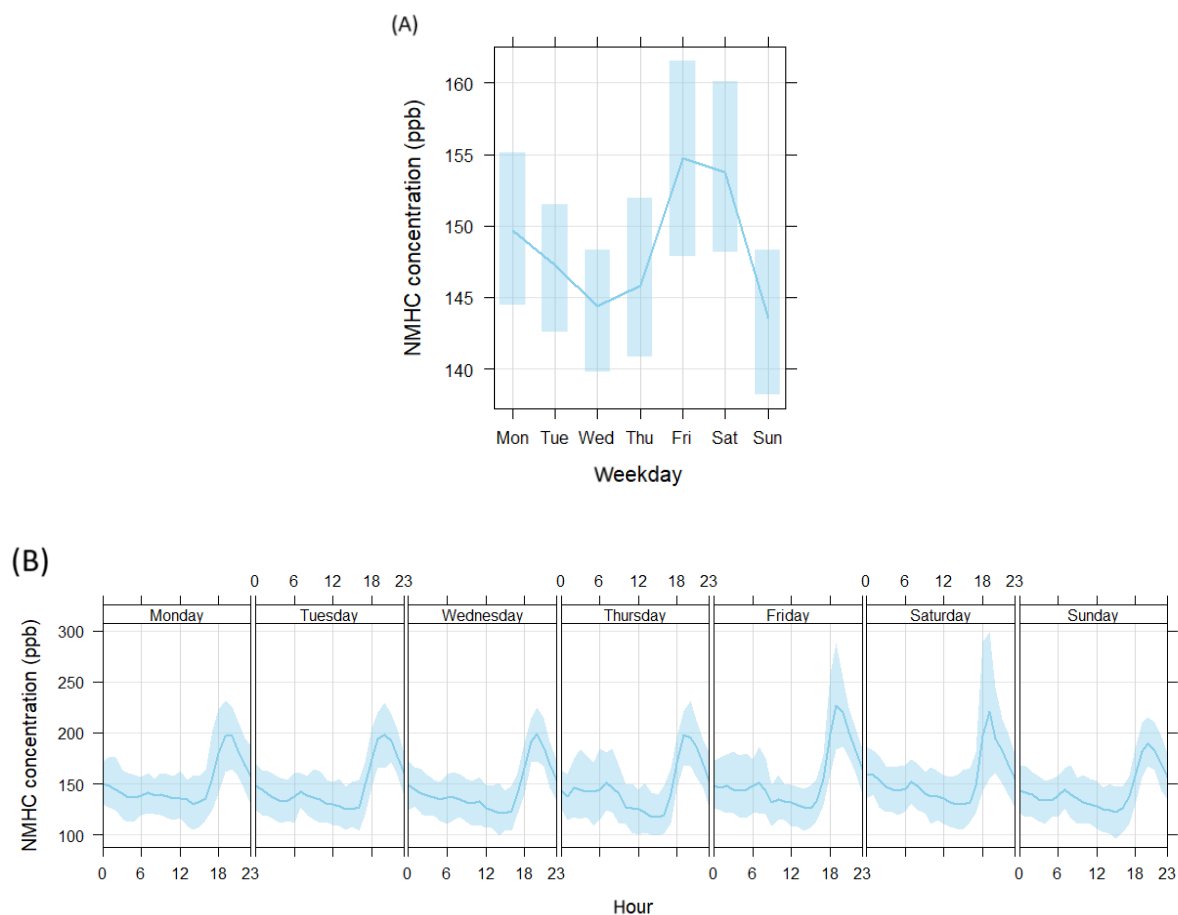 (A)
NMHC concentration (ppb)
160
155
150
145
140
Mon Tue Wed Thu Fri Sat Sun
Weekday
(B)
0 6 12 18 23 0 6 12 18 23 0 6 12 18 23
Monday Tuesday Wednesday Thursday Friday Saturday Sunday
NMHC concentration (ppb)
300
250
200
150
100
0 6 12 18 23 0 6 12 18 23 0 6 12 18 23 0 6 12 18 23
Hour